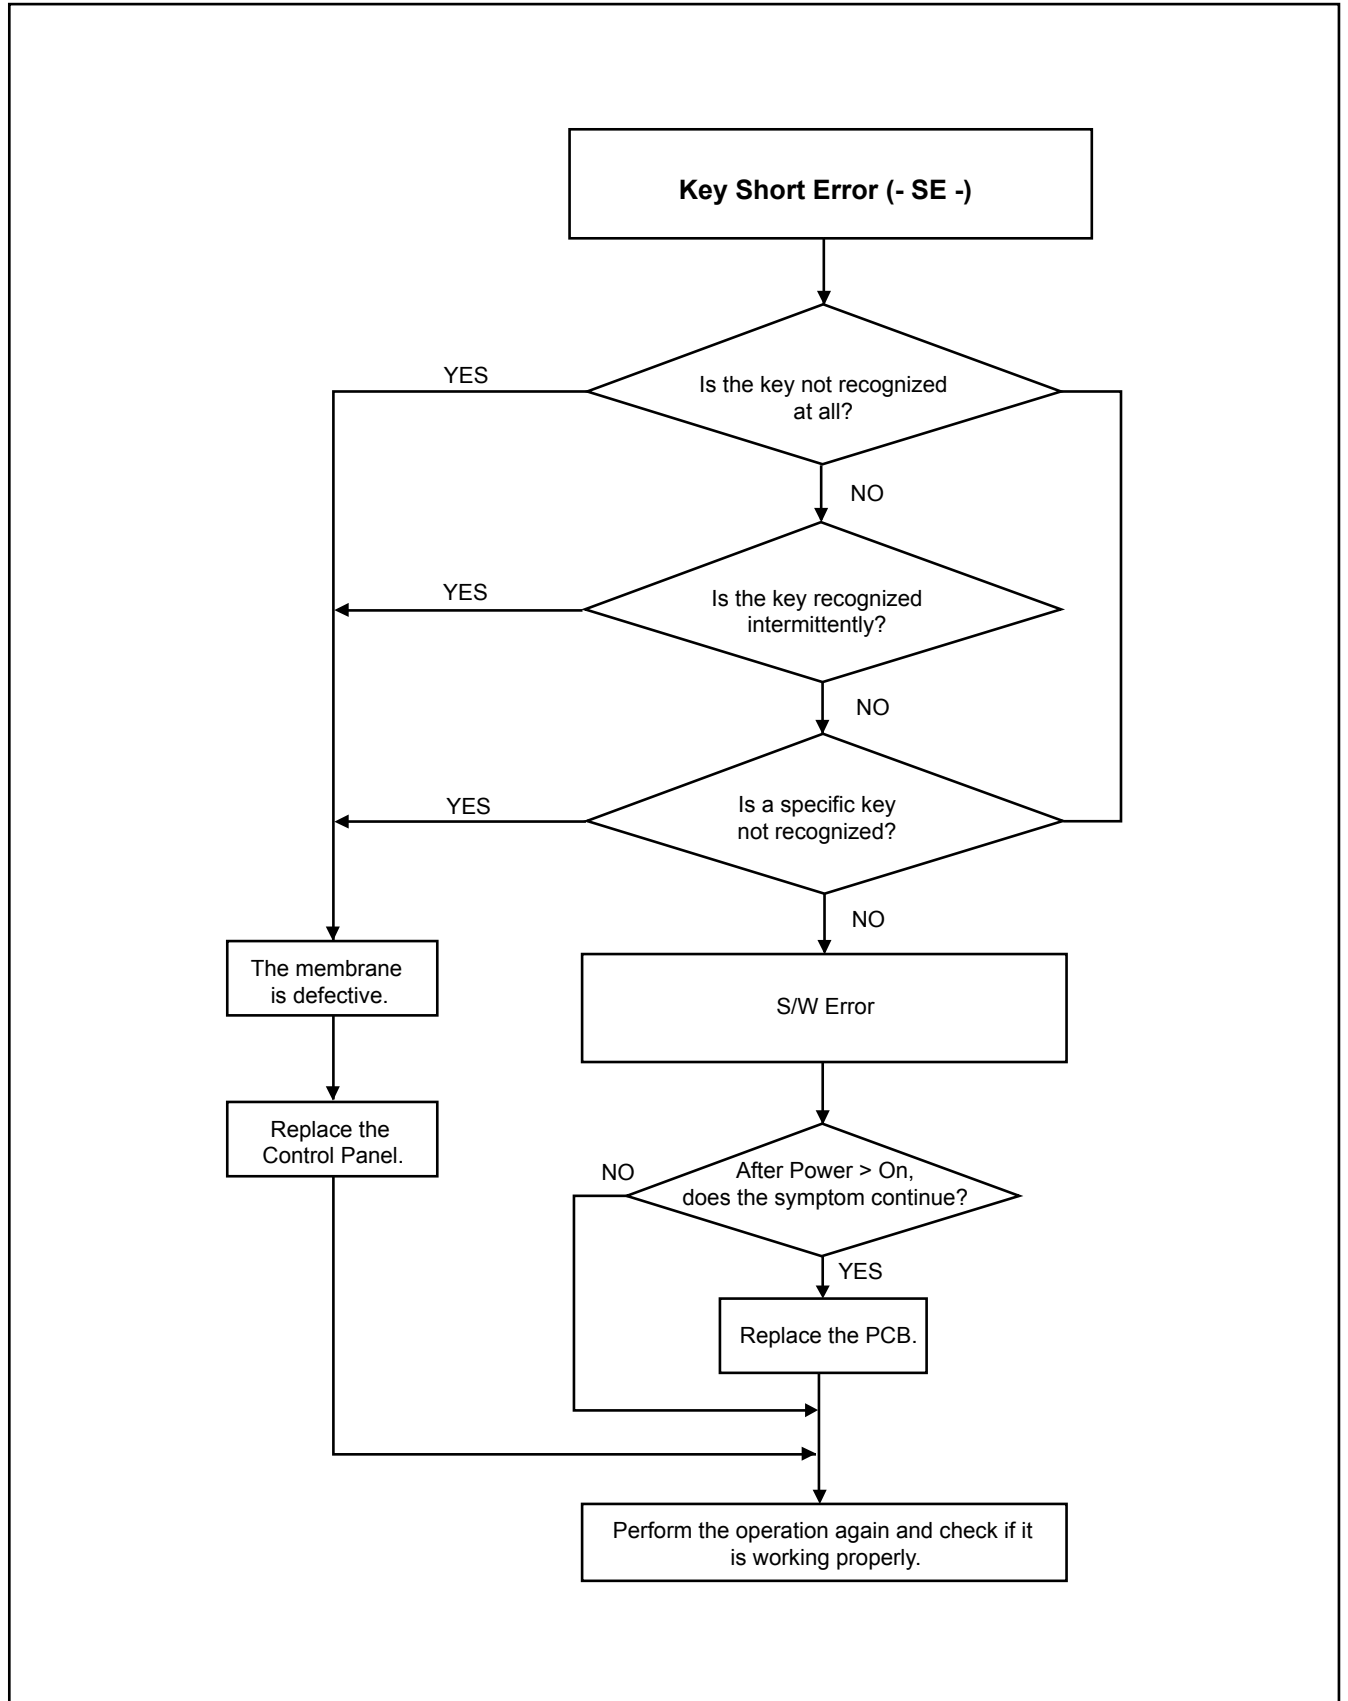 Key Short Error (- SE -)
YES
Is the key not recognized
at all?
NO
YES
Is the key recognized
intermittently?
NO
YES
Is a specific key
not recognized?
NO
The membrane
is defective.
S/W Error
Replace the
Control Panel.
NO
After Power > On,
does the symptom continue?
YES
Replace the PCB.
Perform the operation again and check if it
is working properly.